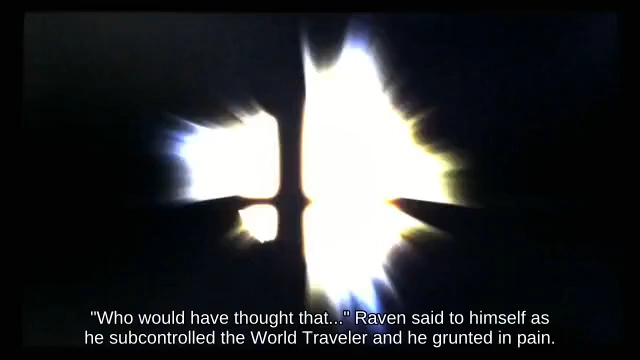 "Who would have thought that..." Raven said to himself as
he subcontrolled the World Traveler and he grunted in pain.